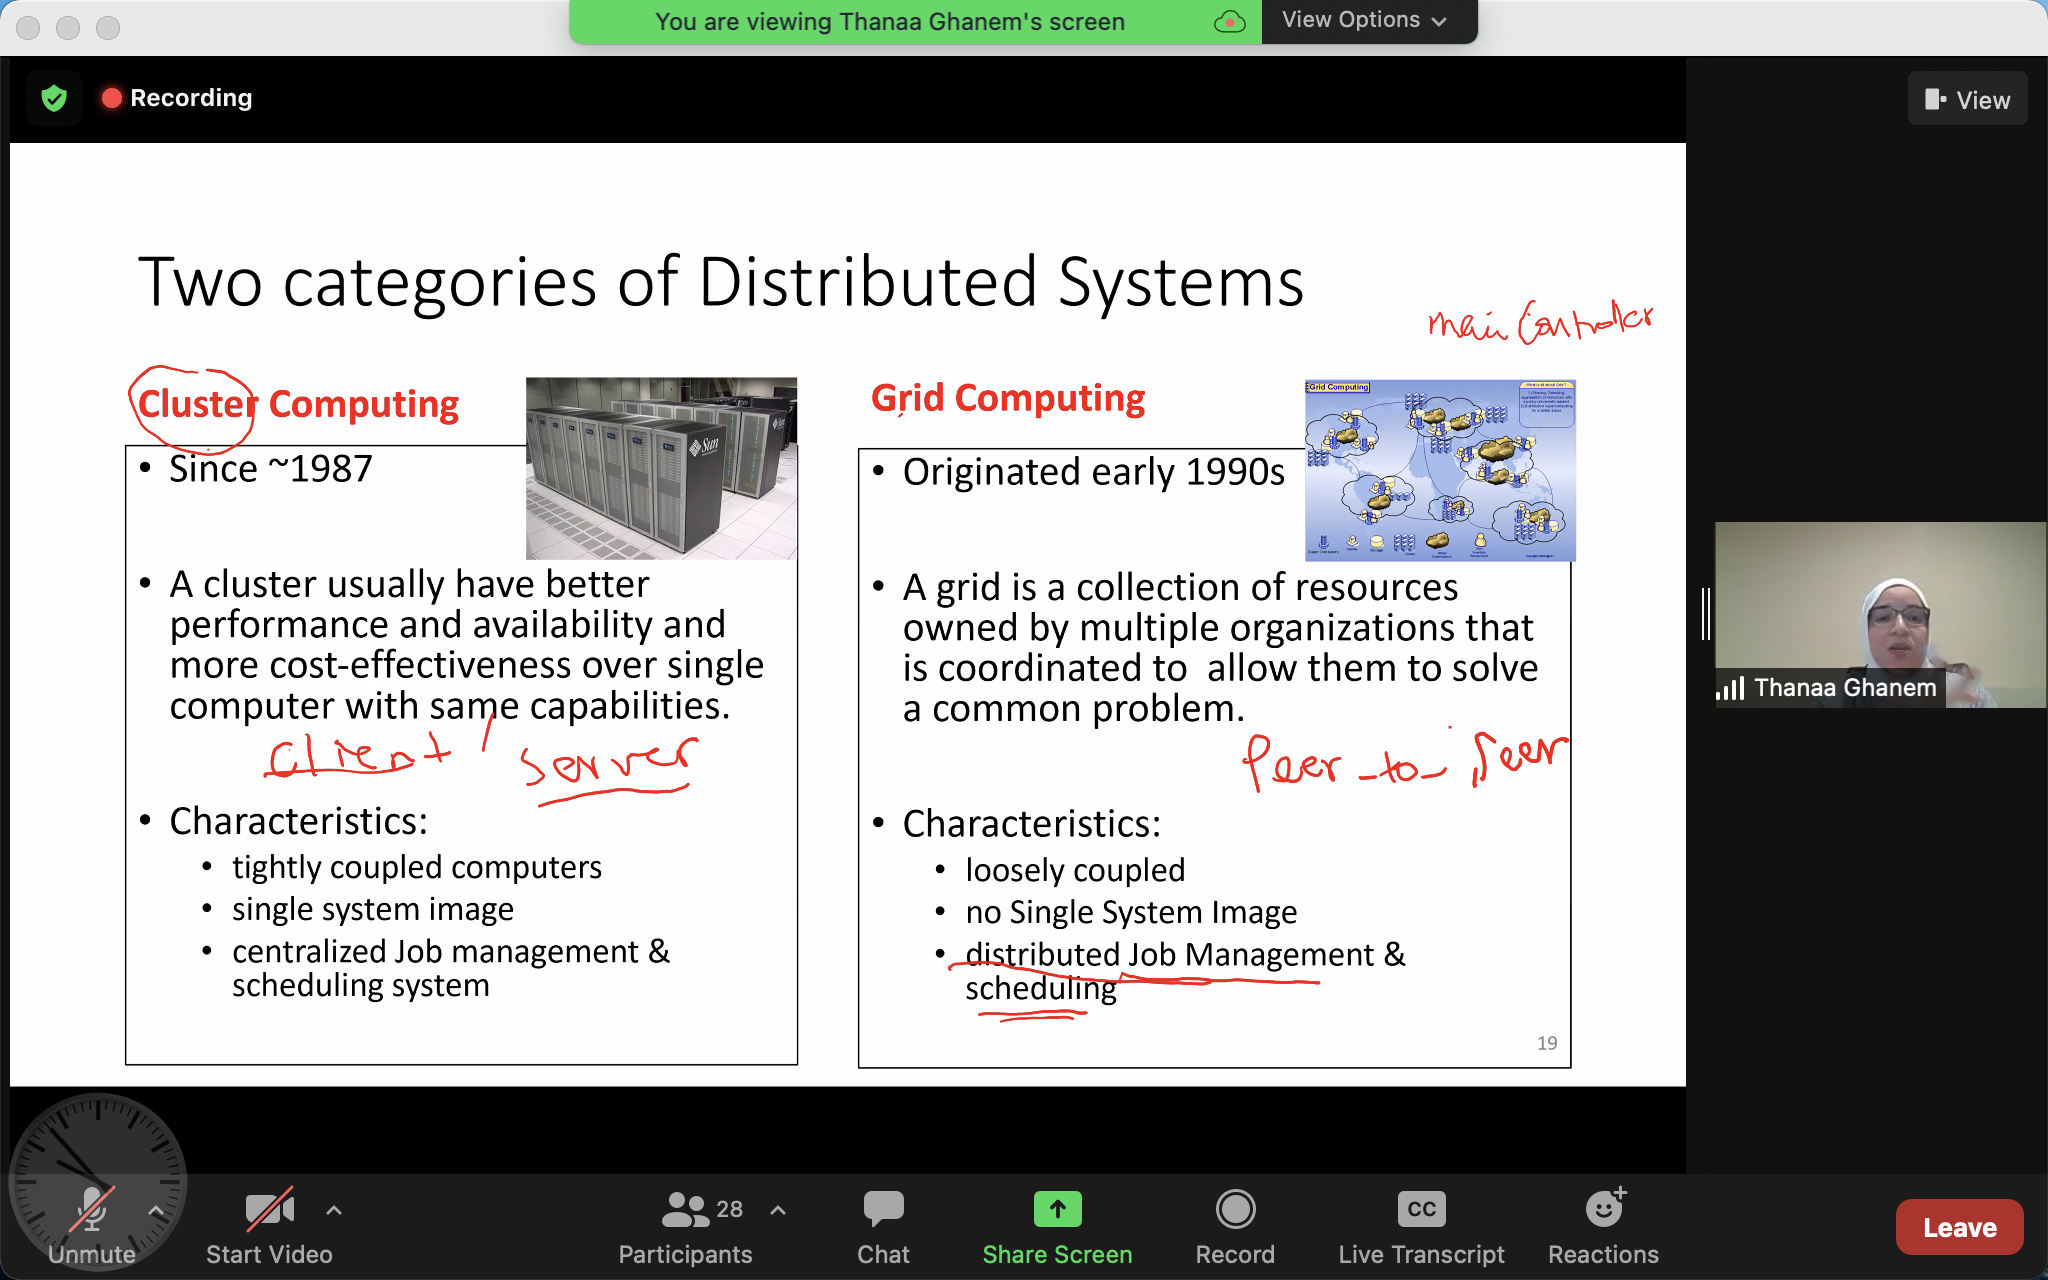 You are viewing Thanaa Ghanem's screen
View Options
Recording
View
Two categories of Distributed Systems
main Controller
Cluster Computing
Sun
Grid Computing
Grid Computing
• Since ~1987
• Originated early 1990s
• A cluster usually have better
performance and availability and
more cost-effectiveness over single
computer with same capabilities.
Client / Server
• A grid is a collection of resources
owned by multiple organizations that
is coordinated to  allow them to solve
a common problem.
Peer-to-Peer
• Characteristics:
• tightly coupled computers
• single system image
• centralized Job management &
scheduling system
• Characteristics:
• loosely coupled
• no Single System Image
• distributed Job Management &
scheduling
19
Thanaa Ghanem
Unmute
Start Video
28
Participants
Chat
Share Screen
Record
CC
Live Transcript
Reactions
Leave